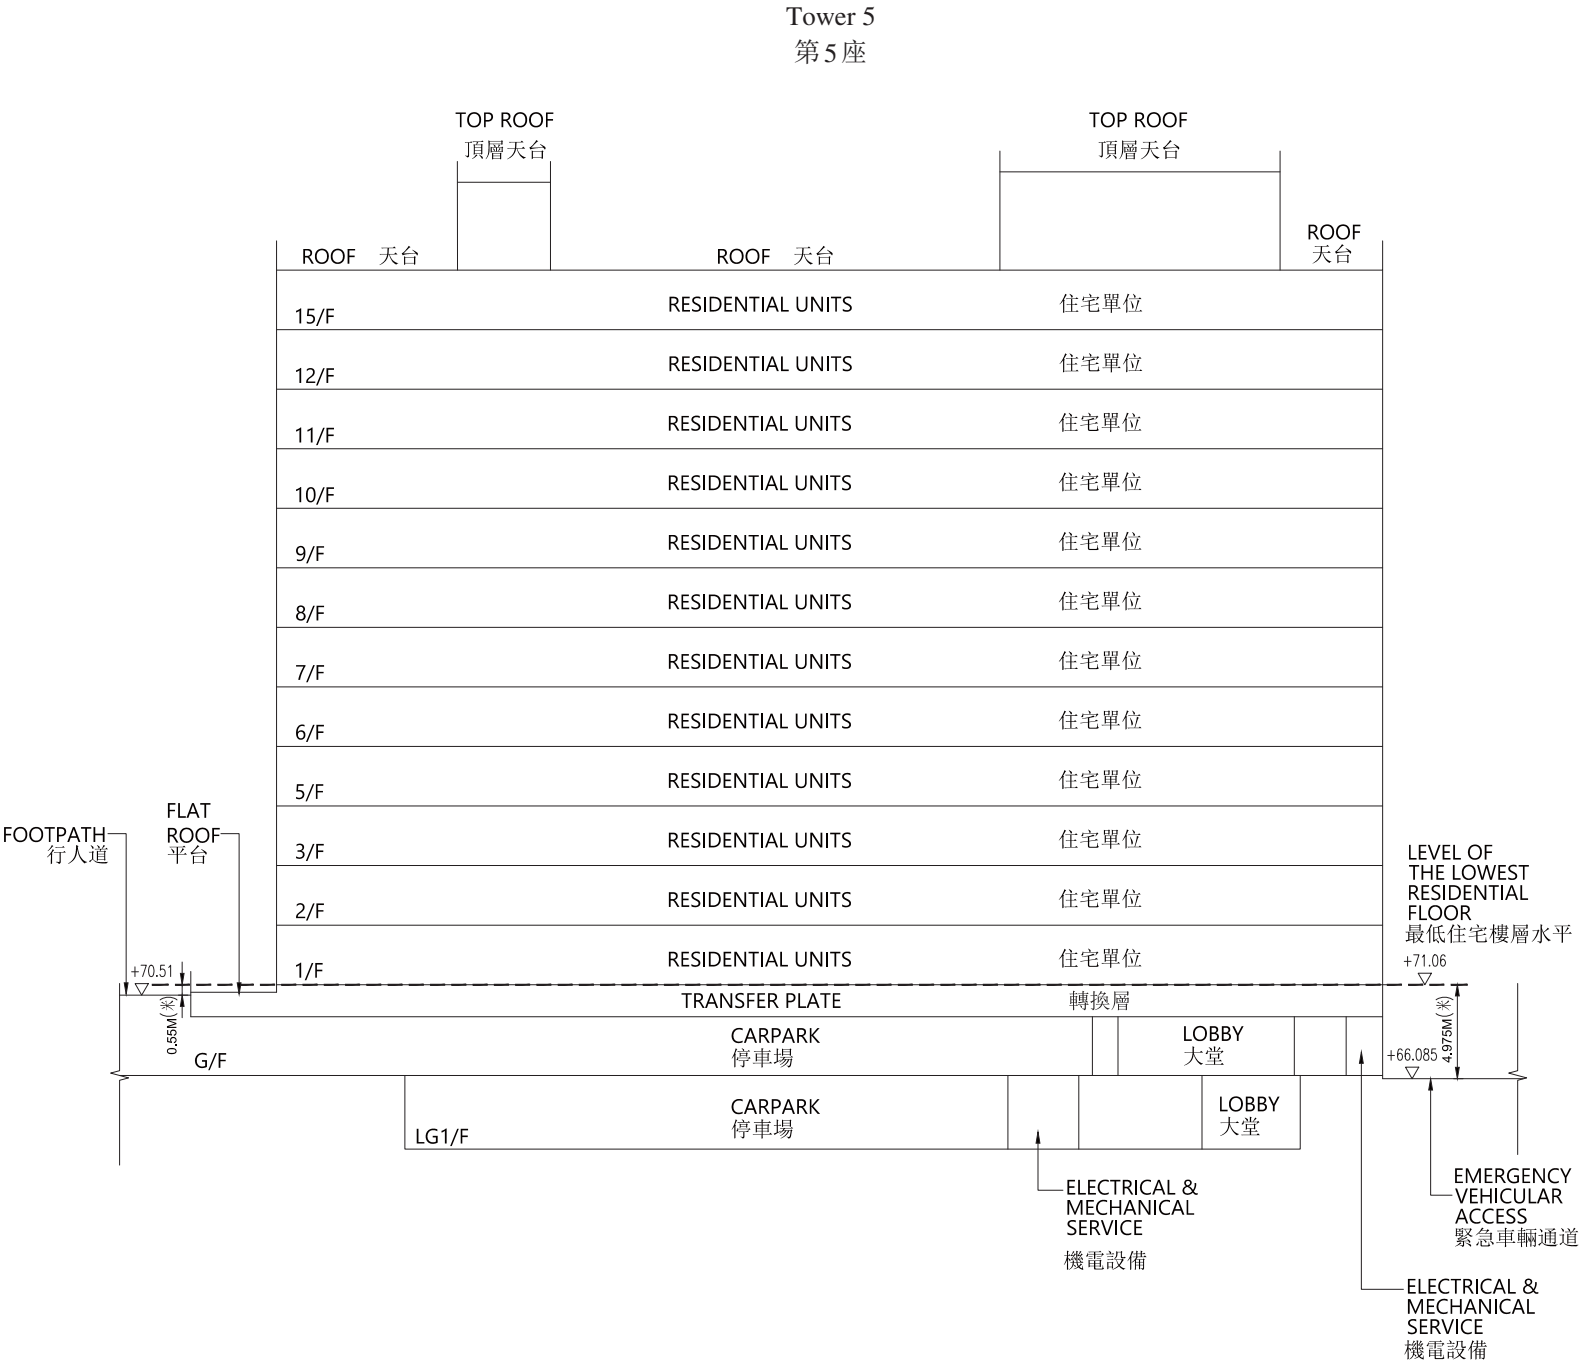 Tower 5
第5座
TOP ROOF
頂層天台
TOP ROOF
頂層天台
ROOF 天台
ROOF 天台
ROOF
天台
15/F RESIDENTIAL UNITS 住宅單位
12/F RESIDENTIAL UNITS 住宅單位
11/F RESIDENTIAL UNITS 住宅單位
10/F RESIDENTIAL UNITS 住宅單位
9/F RESIDENTIAL UNITS 住宅單位
8/F RESIDENTIAL UNITS 住宅單位
7/F RESIDENTIAL UNITS 住宅單位
6/F RESIDENTIAL UNITS 住宅單位
5/F RESIDENTIAL UNITS 住宅單位
3/F RESIDENTIAL UNITS 住宅單位
2/F RESIDENTIAL UNITS 住宅單位
1/F RESIDENTIAL UNITS 住宅單位
FOOTPATH
行人道
FLAT
ROOF
平台
LEVEL OF
THE LOWEST
RESIDENTIAL
FLOOR
最低住宅樓層水平
+70.51
+71.06
0.55M(米)
TRANSFER PLATE 轉換層
4.975M(米)
+66.085
G/F
CARPARK
停車場
LOBBY
大堂
LG1/F
CARPARK
停車場
LOBBY
大堂
ELECTRICAL &
MECHANICAL
SERVICE
機電設備
EMERGENCY
VEHICULAR
ACCESS
緊急車輛通道
ELECTRICAL &
MECHANICAL
SERVICE
機電設備